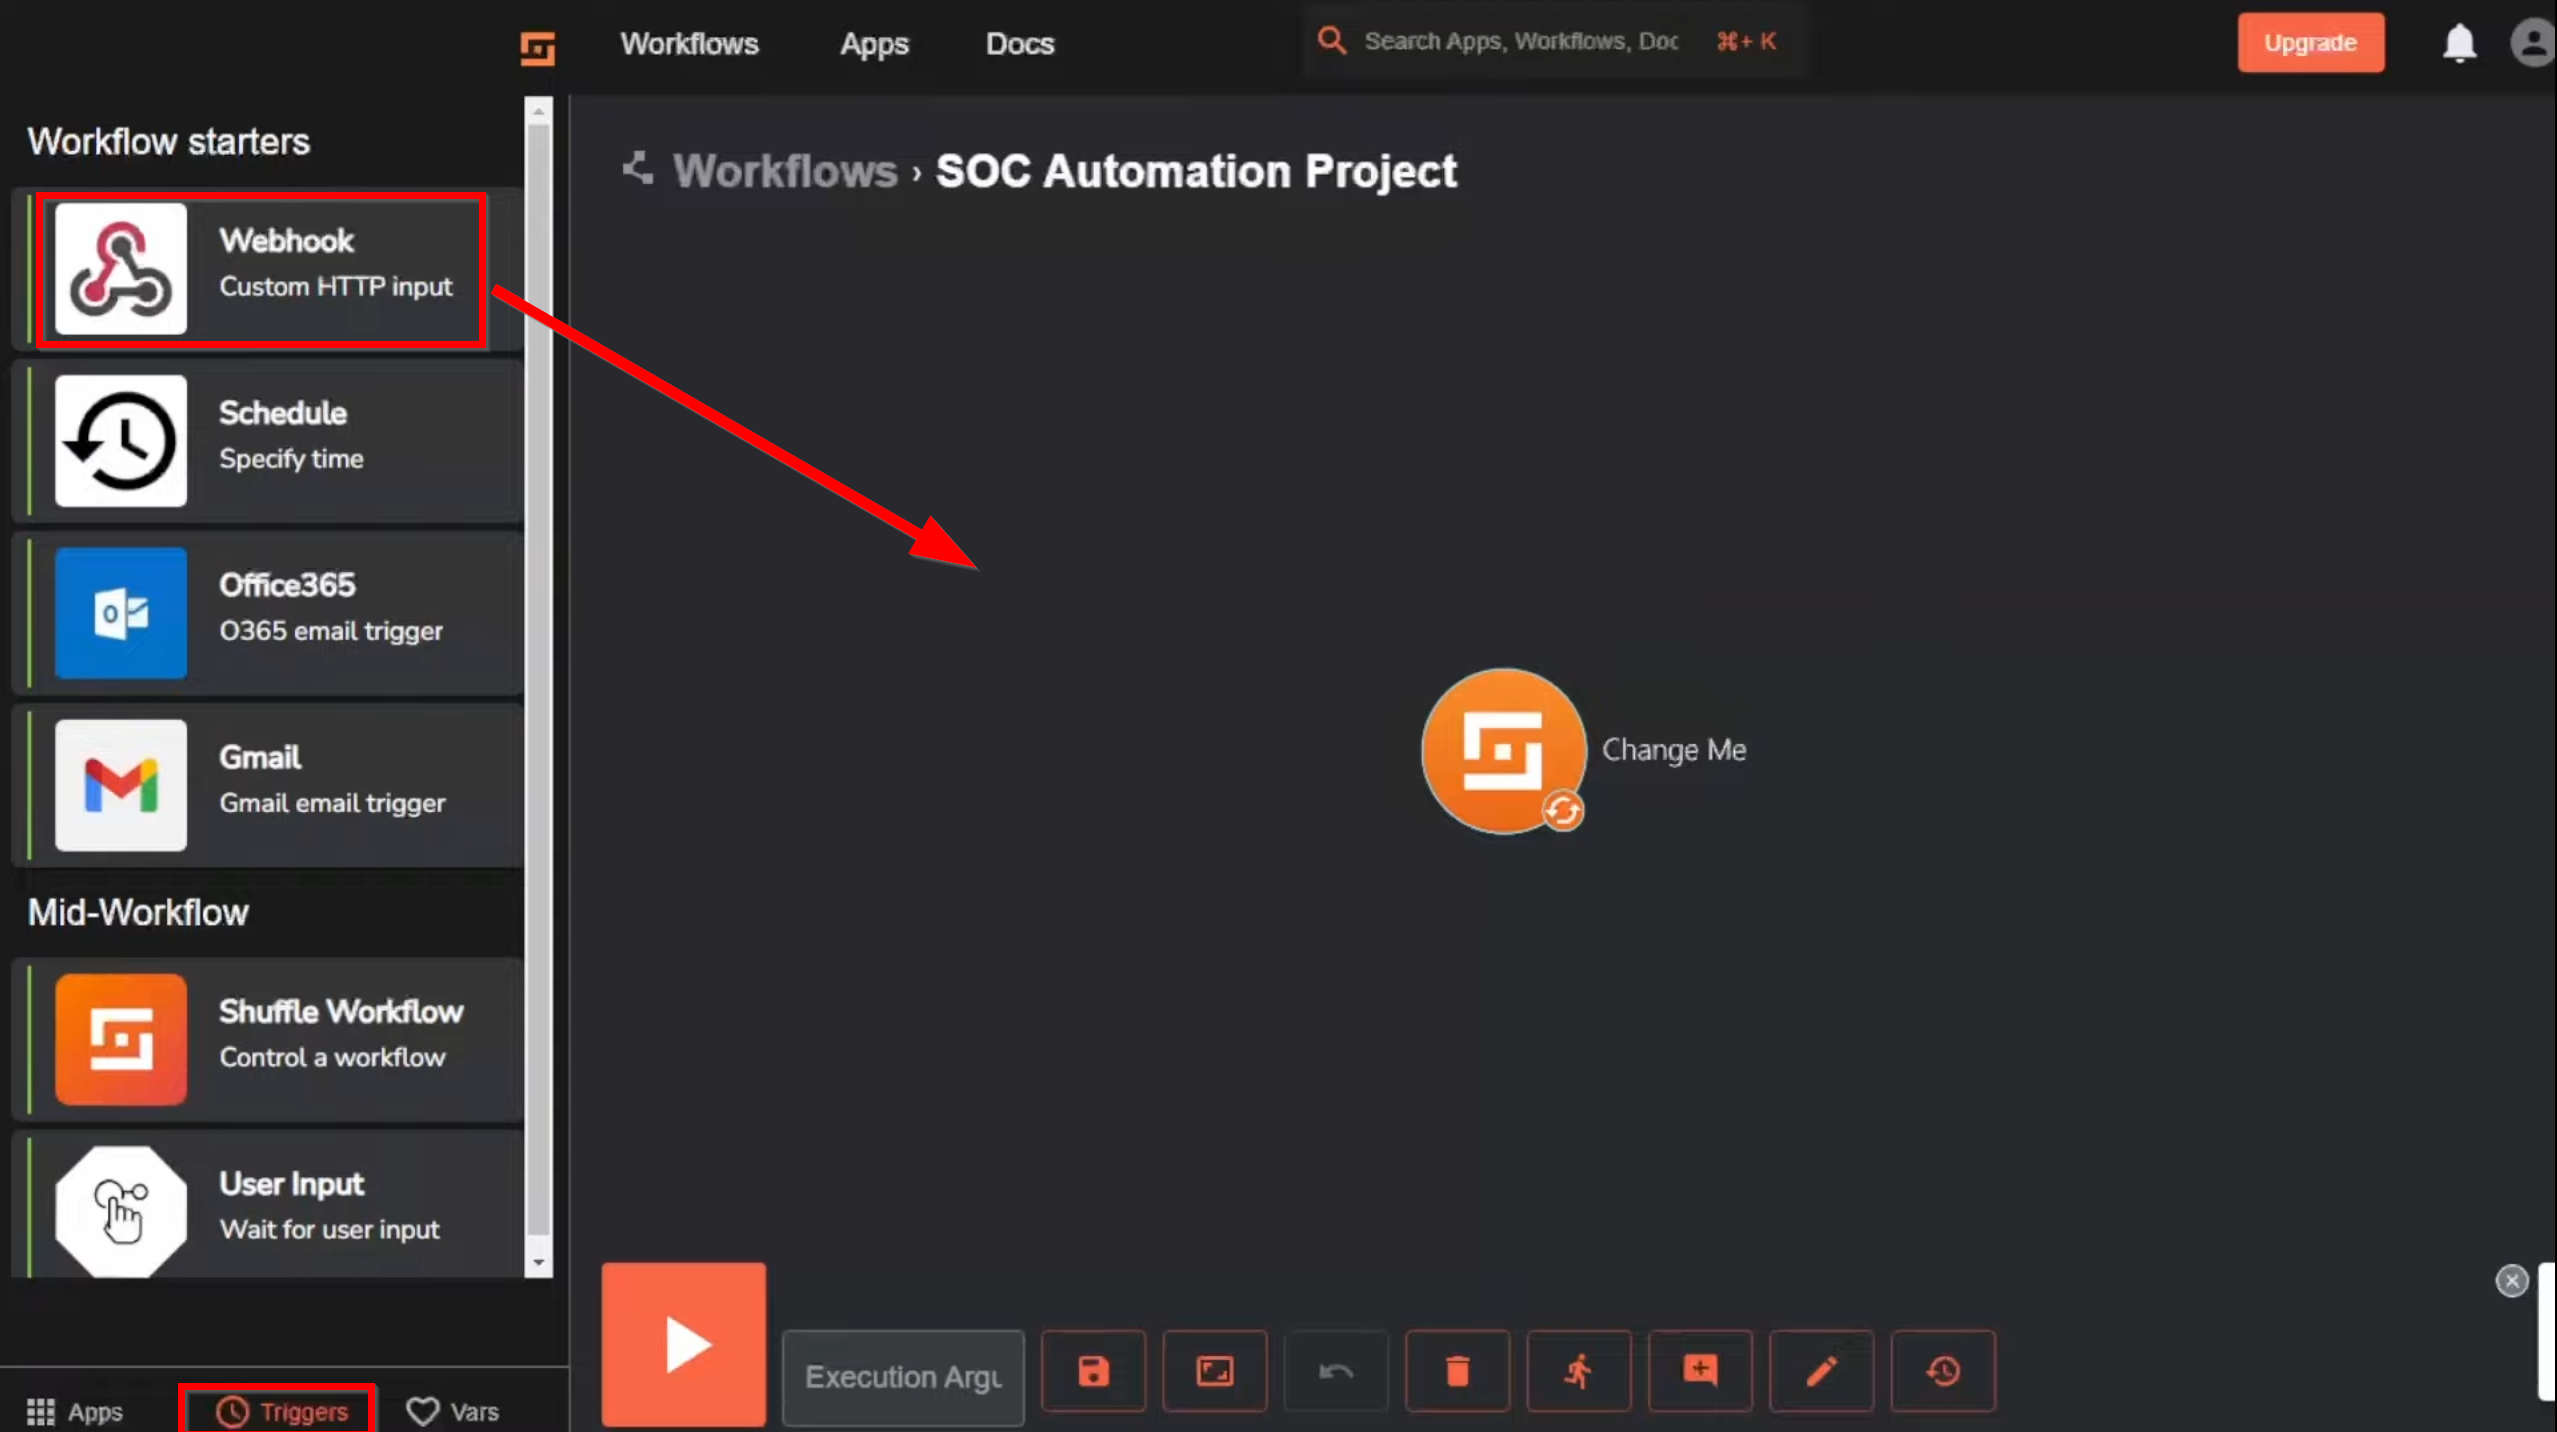 Workflows
Apps
Docs
Search Apps, Workflows, Doc
⌘+ K
Upgrade
Workflow starters
Workflows › SOC Automation Project
Webhook
Custom HTTP input
Schedule
Specify time
Office365
O365 email trigger
Gmail
Gmail email trigger
Change Me
Mid-Workflow
Shuffle Workflow
Control a workflow
User Input
Wait for user input
Execution Argu
Apps
Triggers
Vars